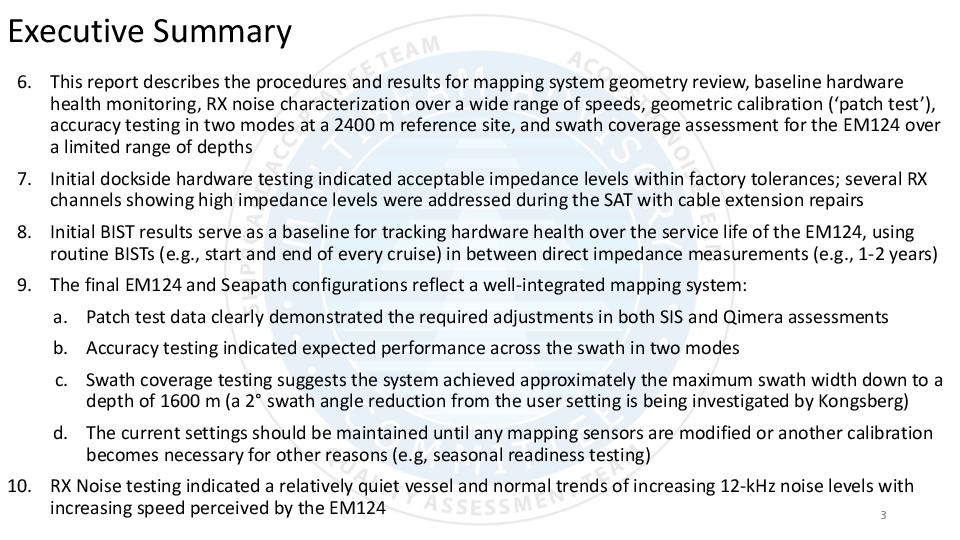 Executive Summary
6. This report describes the procedures and results for mapping system geometry review, baseline hardware
health monitoring, RX noise characterization over a wide range of speeds, geometric calibration (‘patch test’),
accuracy testing in two modes at a 2400 m reference site, and swath coverage assessment for the EM124 over
a limited range of depths
7. Initial dockside hardware testing indicated acceptable impedance levels within factory tolerances; several RX
channels showing high impedance levels were addressed during the SAT with cable extension repairs
8. Initial BIST results serve as a baseline for tracking hardware health over the service life of the EM124, using
routine BISTs (e.g., start and end of every cruise) in between direct impedance measurements (e.g., 1-2 years)
9. The final EM124 and Seapath configurations reflect a well-integrated mapping system:
a. Patch test data clearly demonstrated the required adjustments in both SIS and Qimera assessments
b. Accuracy testing indicated expected performance across the swath in two modes
c. Swath coverage testing suggests the system achieved approximately the maximum swath width down to a
depth of 1600 m (a 2° swath angle reduction from the user setting is being investigated by Kongsberg)
d. The current settings should be maintained until any mapping sensors are modified or another calibration
becomes necessary for other reasons (e.g, seasonal readiness testing)
10. RX Noise testing indicated a relatively quiet vessel and normal trends of increasing 12-kHz noise levels with
increasing speed perceived by the EM124
3